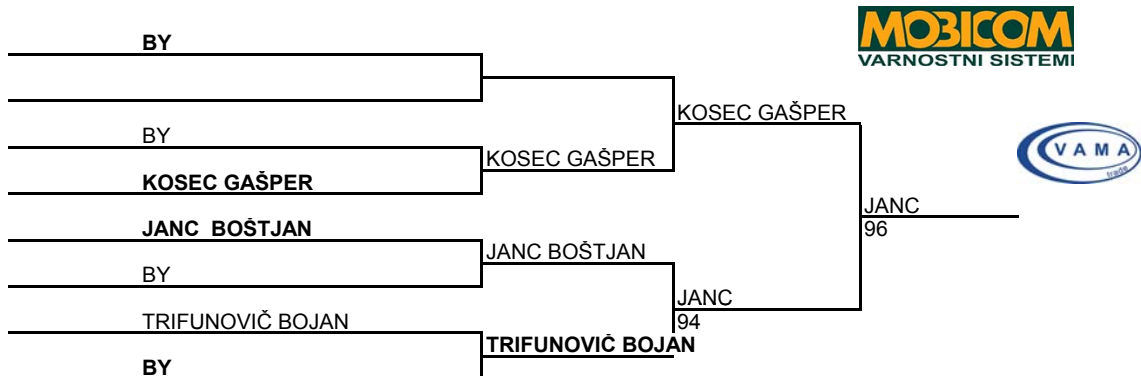 BY
MOBICOM
VARNOSTNI SISTEMI
KOSEC GAŠPER
BY
VAMA
trade
KOSEC GAŠPER
KOSEC GAŠPER
JANC
JANC  BOŠTJAN
96
JANC BOŠTJAN
BY
JANC
TRIFUNOVIČ BOJAN
94
TRIFUNOVIČ BOJAN
BY